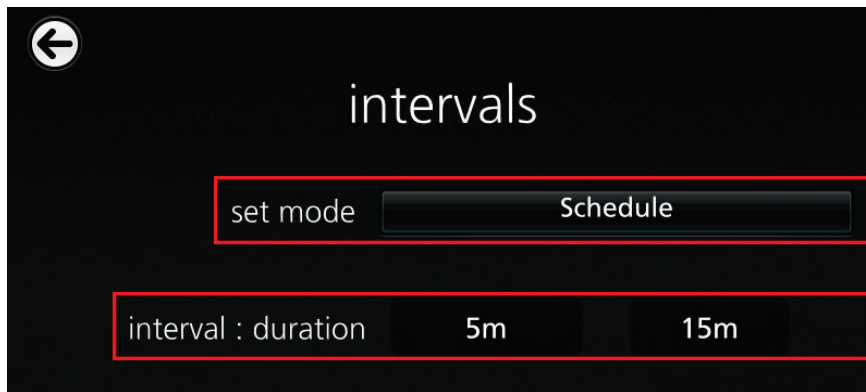 intervals
set mode Schedule
interval : duration 5m 15m